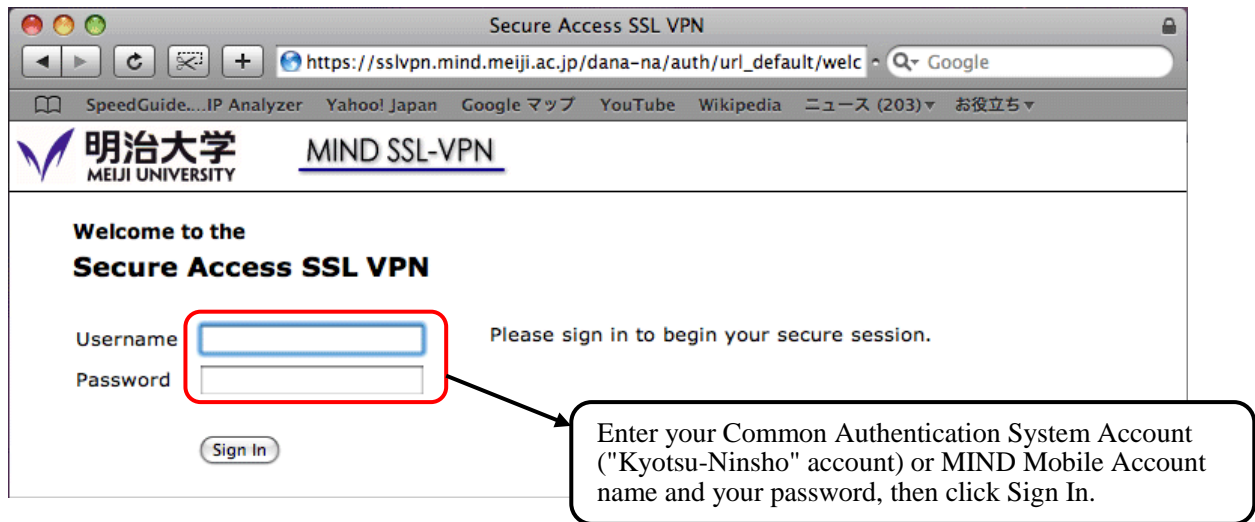 Secure Access SSL VPN
https://sslvpn.mind.meiji.ac.jp/dana-na/auth/url_default/welc
Google
SpeedGuide....IP Analyzer Yahoo! Japan Google マップ YouTube Wikipedia ニュース (203)▼ お役立ち▼
明治大学 MIND SSL-VPN
MEIJI UNIVERSITY
Welcome to the
Secure Access SSL VPN
Username Please sign in to begin your secure session.
Password
Sign In
Enter your Common Authentication System Account
("Kyotsu-Ninsho" account) or MIND Mobile Account
name and your password, then click Sign In.